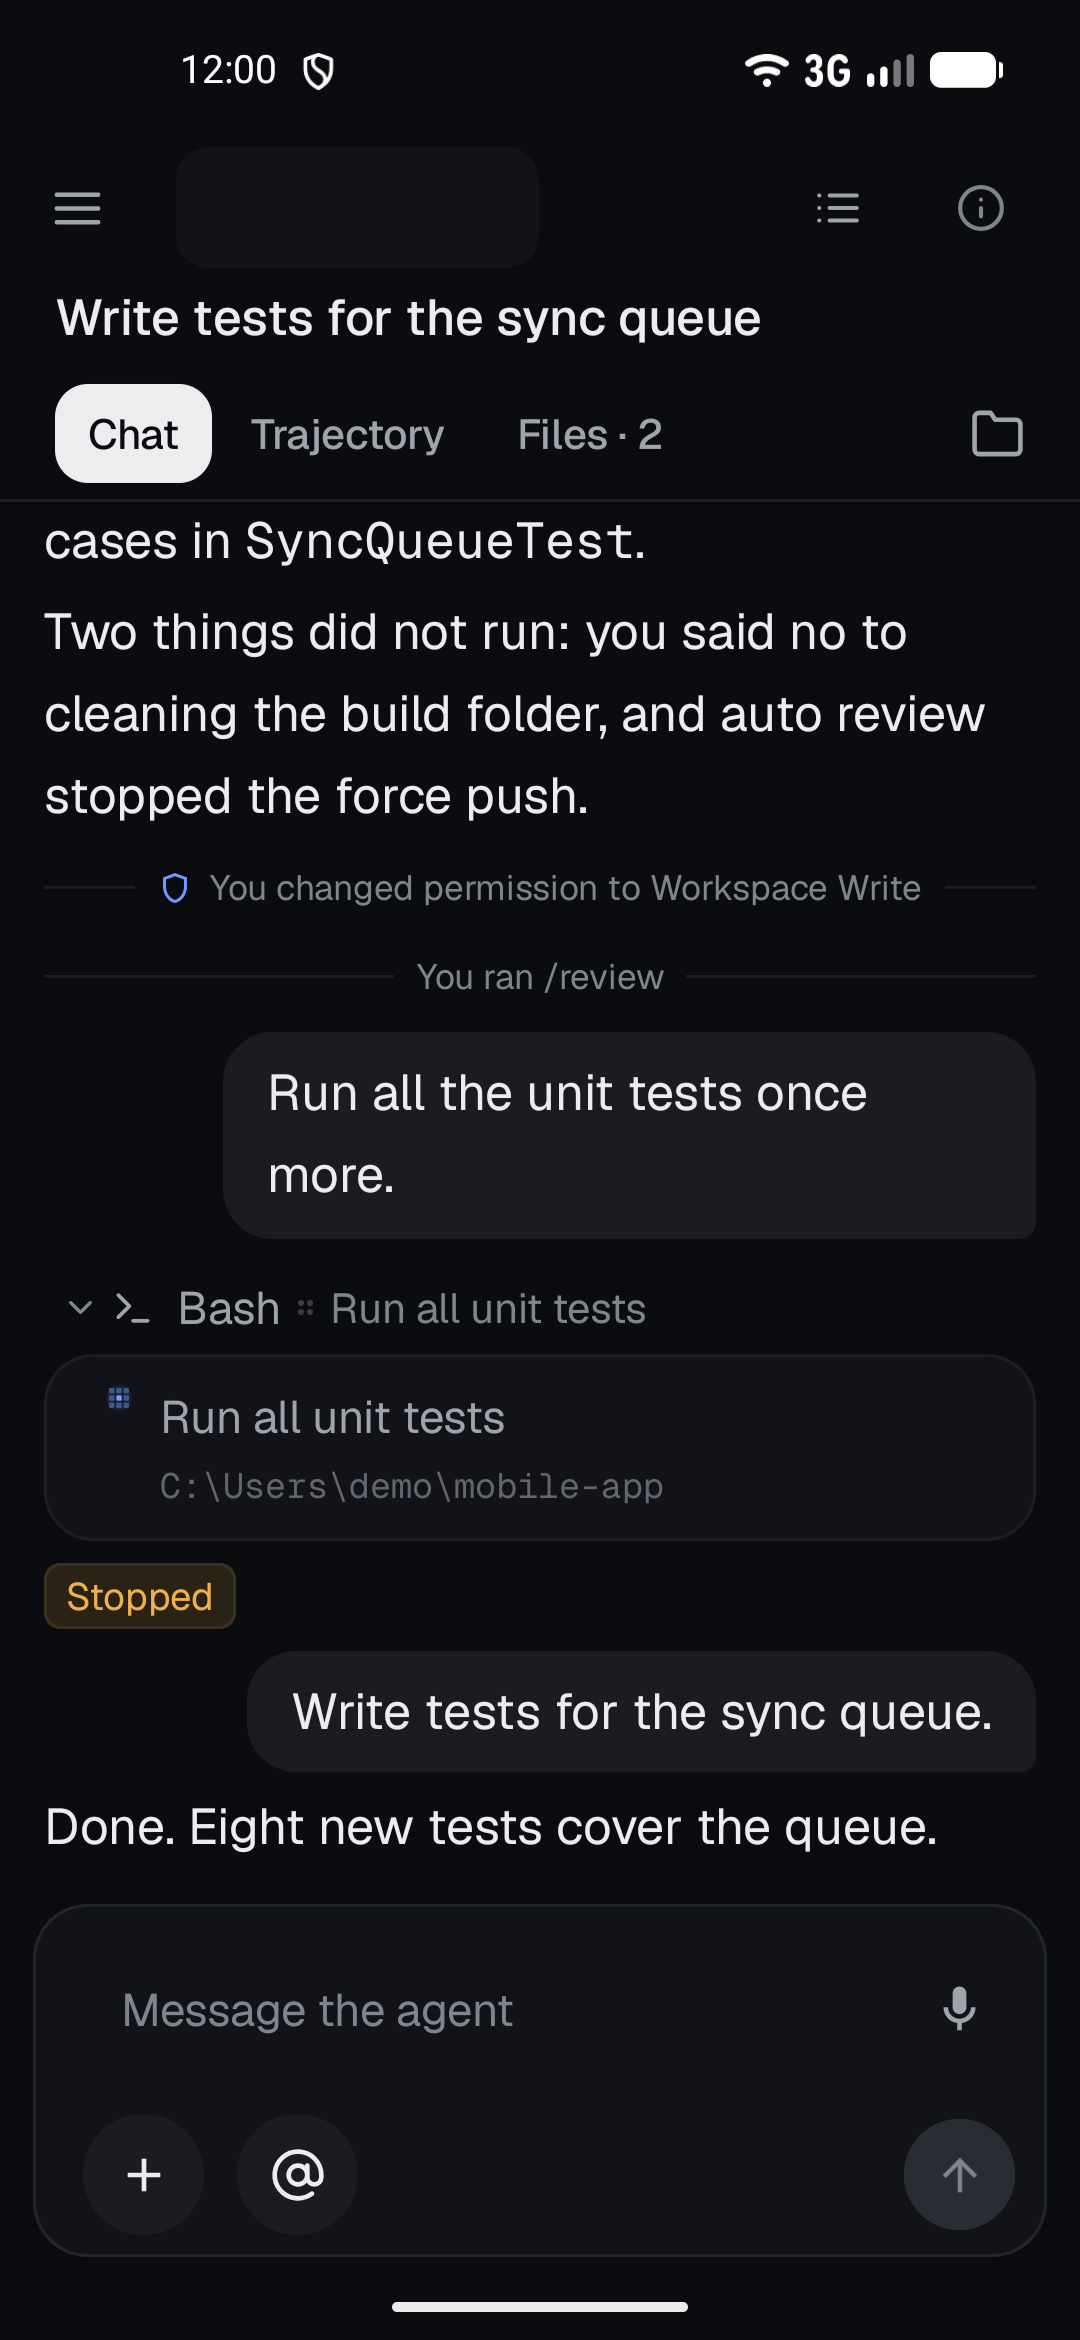 12:00
3G
Write tests for the sync queue
Chat
Trajectory
Files · 2
cases in SyncQueueTest.
Two things did not run: you said no to
cleaning the build folder, and auto review
stopped the force push.
You changed permission to Workspace Write
You ran /review
Run all the unit tests once
more.
Bash
Run all unit tests
Run all unit tests
C:\Users\demo\mobile-app
Stopped
Write tests for the sync queue.
Done. Eight new tests cover the queue.
Message the agent